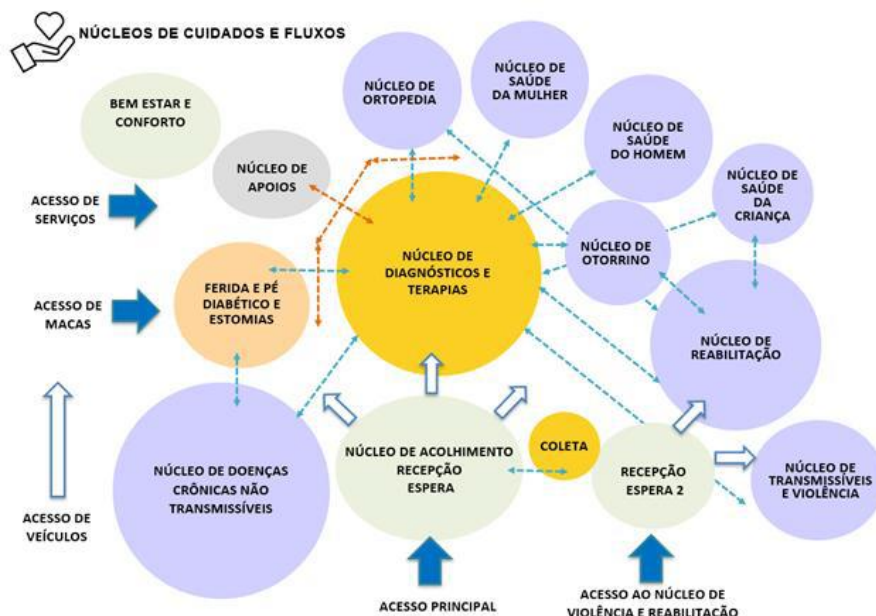 NÚCLEOS DE CUIDADOS E FLUXOS
BEM ESTAR E
CONFORTO
NÚCLEO DE
ORTOPEDIA
NÚCLEO DE
SAÚDE
DA MULHER
NÚCLEO DE
SAÚDE
DO HOMEM
NÚCLEO DE
SAÚDE
DA
CRIANÇA
NÚCLEO DE
APOIOS
ACESSO DE
SERVIÇOS
NÚCLEO DE
DIAGNÓSTICOS E
TERAPIAS
NÚCLEO DE
OTORRINO
FERIDA E PÉ
DIABÉTICO E
ESTOMIAS
ACESSO DE
MACAS
NÚCLEO DE
REABILITAÇÃO
NÚCLEO DE DOENÇAS
CRÔNICAS NÃO
TRANSMISSÍVEIS
NÚCLEO DE ACOLHIMENTO
RECEPÇÃO
ESPERA
COLETA
RECEPÇÃO
ESPERA 2
NÚCLEO DE
TRANSMISSÍVEIS
E VIOLÊNCIA
ACESSO DE
VEÍCULOS
ACESSO PRINCIPAL
ACESSO AO NÚCLEO DE
VIOLÊNCIA E REABILITAÇÃO